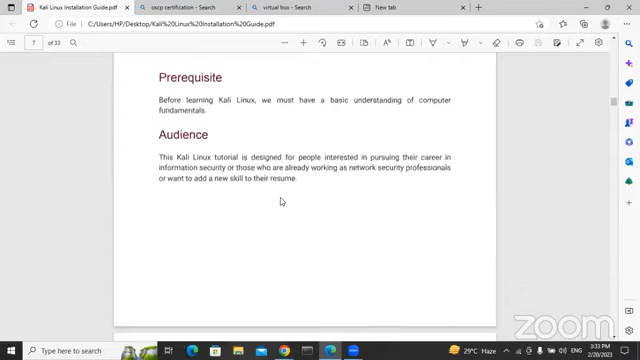 Kali Linux Installation Guide.pdf
oscp certification - Search
virtual box - Search
New tab
File
C:/Users/HP/Desktop/Kali%20Linux%20Installation%20Guide.pdf
7 of 33
Prerequisite
Before learning Kali Linux, we must have a basic understanding of computer
fundamentals.
Audience
This Kali Linux tutorial is designed for people interested in pursuing their career in
information security or those who are already working as network security professionals
or want to add a new skill to their resume.
zoom
Type here to search
29°C Haze
3:33 PM
2/20/2023